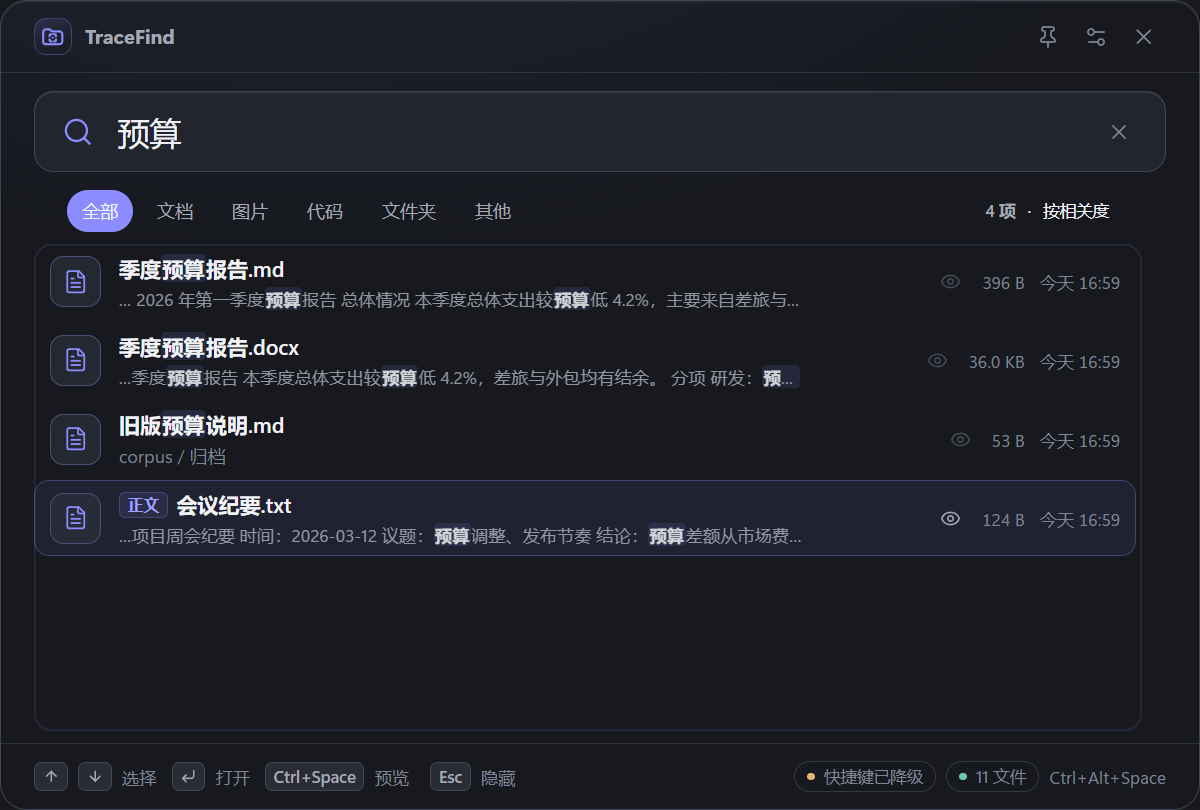 TraceFind
预算
全部 文档 图片 代码 文件夹 其他 4 项 · 按相关度
季度预算报告.md
... 2026 年第一季度预算报告 总体情况 本季度总体支出较预算低 4.2%，主要来自差旅与... 396 B 今天 16:59
季度预算报告.docx
...季度预算报告 本季度总体支出较预算低 4.2%，差旅与外包均有结余。 分项 研发：预... 36.0 KB 今天 16:59
旧版预算说明.md
corpus / 归档 53 B 今天 16:59
正文 会议纪要.txt
...项目周会纪要 时间：2026-03-12 议题：预算调整、发布节奏 结论：预算差额从市场费... 124 B 今天 16:59
↑ ↓ 选择 ↵ 打开 Ctrl+Space 预览 Esc 隐藏 快捷键已降级 11 文件 Ctrl+Alt+Space